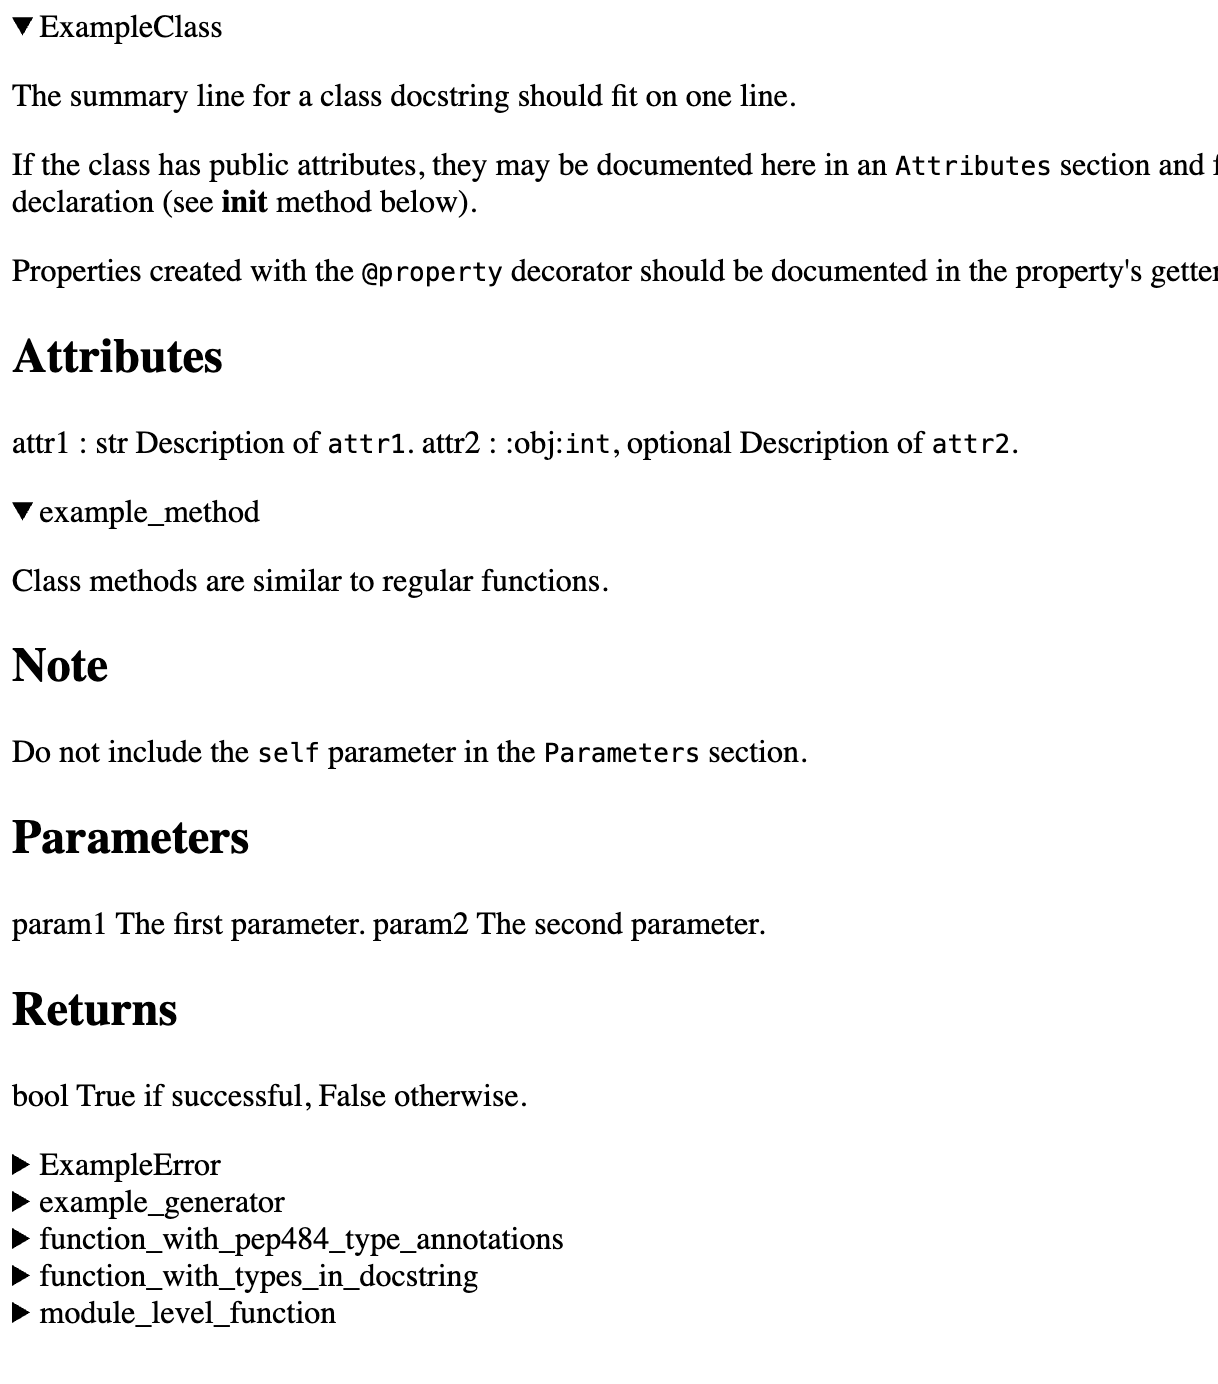 ExampleClass
The summary line for a class docstring should fit on one line.
If the class has public attributes, they may be documented here in an Attributes section and
declaration (see init method below).
Properties created with the @property decorator should be documented in the property's getter
Attributes
attr1 : str Description of attr1. attr2 : :obj:int, optional Description of attr2.
example_method
Class methods are similar to regular functions.
Note
Do not include the self parameter in the Parameters section.
Parameters
param1 The first parameter. param2 The second parameter.
Returns
bool True if successful, False otherwise.
ExampleError
example_generator
function_with_pep484_type_annotations
function_with_types_in_docstring
module_level_function